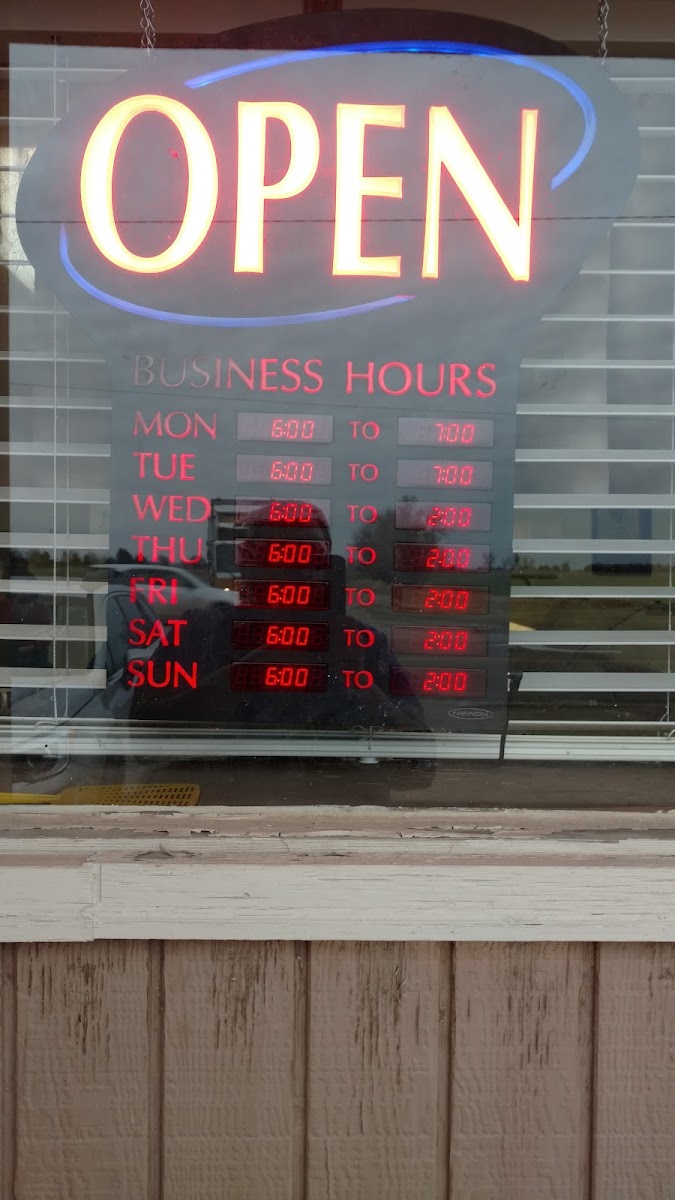 OPEN
BUSINESS HOURS
MON 6:00 TO 7:00
TUE 6:00 TO 7:00
WED 6:00 TO 2:00
THU 6:00 TO 2:00
FRI 6:00 TO 2:00
SAT 6:00 TO 2:00
SUN 6:00 TO 2:00
NEWON